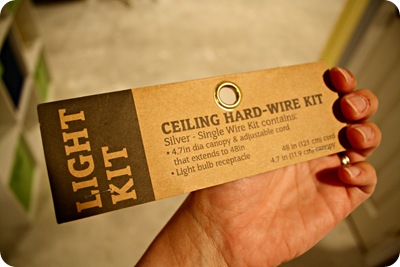 LIGHT
KIT
CEILING HARD-WIRE KIT
Silver - Single Wire Kit contains:
• 4.7in dia canopy & adjustable cord
that extends to 48in
• Light bulb receptacle
48 in (121 cm) cord
4.7 in (11.9 cm) canopy